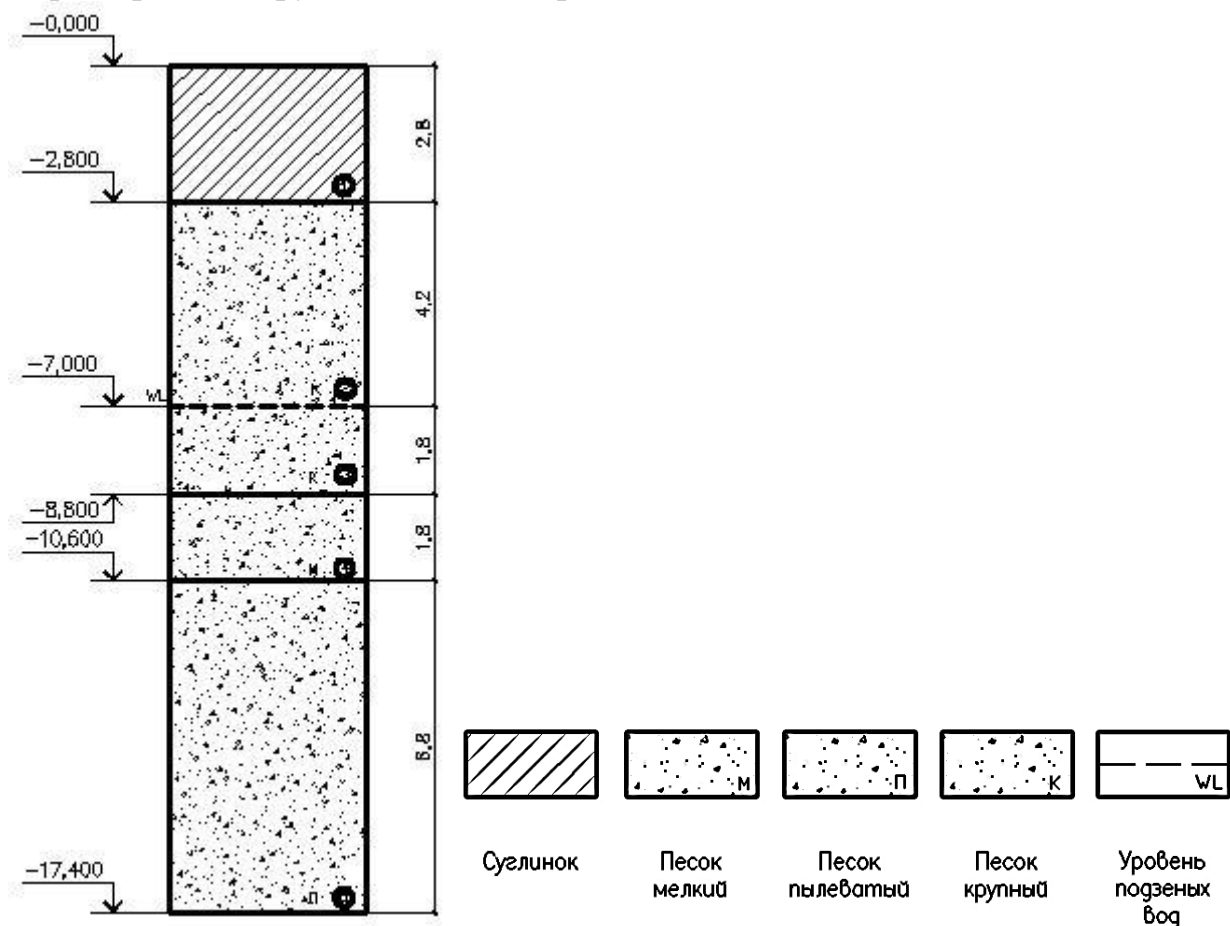 -0,000
2,8
-2,800
4,2
-7,000
WL
К
1,8
К
-8,800
-10,600
1,8
М
6,8
-17,400
П
М
П
К
WL
Суглинок
Песок
мелкий
Песок
пылеватый
Песок
крупный
Уровень
подзеных
вод